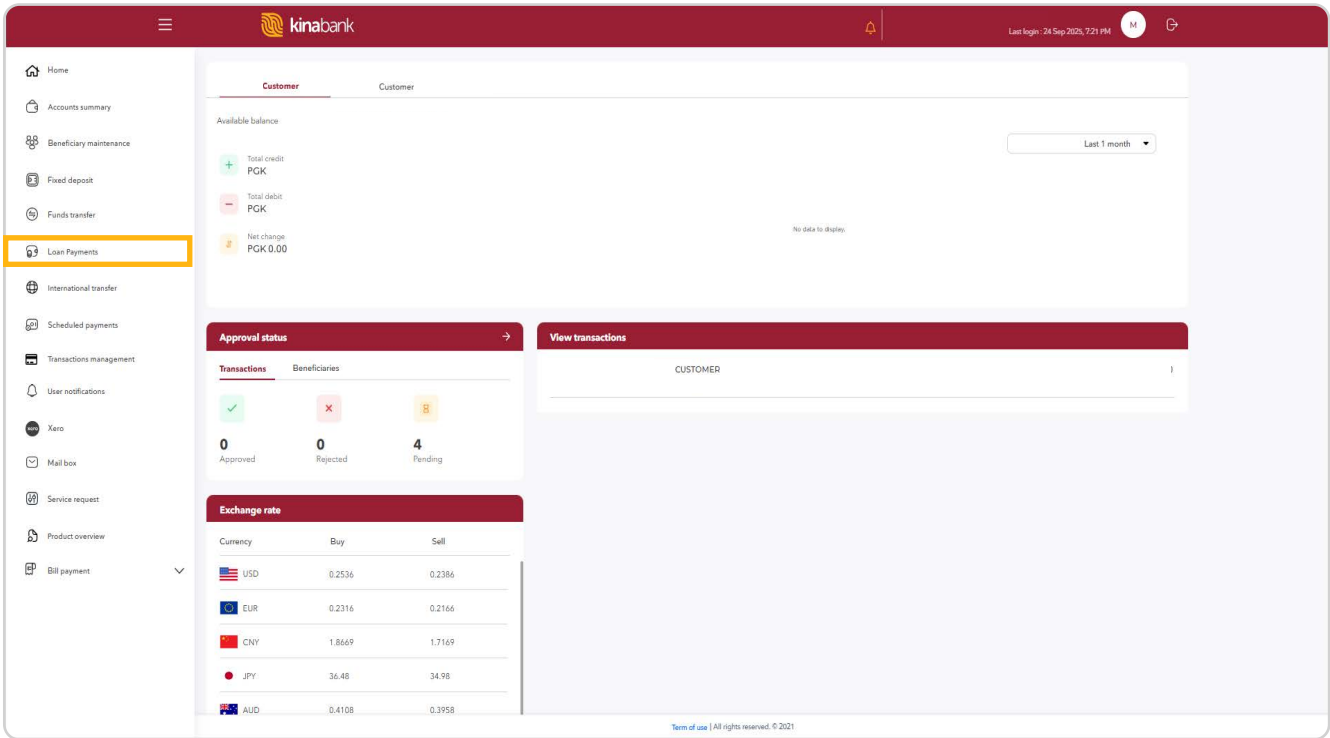 kinabank
Last login : 24 Sep 2025, 7:21 PM
M
Home
Accounts summary
Beneficiary maintenance
Fixed deposit
Funds transfer
Loan Payments
International transfer
Scheduled payments
Transactions management
User notifications
xero Xero
Mail box
Service request
Product overview
Bill payment
Customer Customer
Available balance
Last 1 month
Total credit
PGK
Total debit
PGK
Net change
PGK 0.00
No data to display.
Approval status
Transactions Beneficiaries
0 0 4
Approved Rejected Pending
View transactions
CUSTOMER )
Exchange rate
Currency Buy Sell
USD 0.2536 0.2386
EUR 0.2316 0.2166
CNY 1.8669 1.7169
JPY 36.48 34.98
AUD 0.4108 0.3958
Term of use | All rights reserved. © 2021